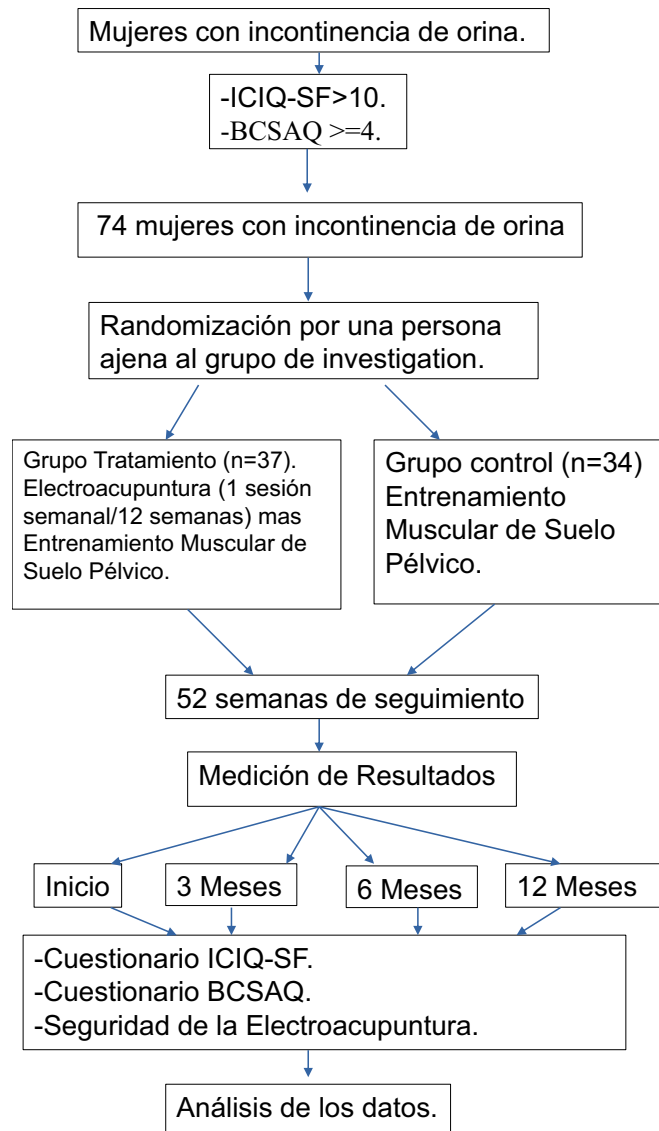 Mujeres con incontinencia de orina.
-ICIQ-SF>10.
-BCSAQ >=4.
74 mujeres con incontinencia de orina
Randomización por una persona
ajena al grupo de investigation.
Grupo Tratamiento (n=37).
Electroacupuntura (1 sesión
semanal/12 semanas) mas
Entrenamiento Muscular de
Suelo Pélvico.
Grupo control (n=34)
Entrenamiento
Muscular de Suelo
Pélvico.
52 semanas de seguimiento
Medición de Resultados
Inicio
3 Meses
6 Meses
12 Meses
-Cuestionario ICIQ-SF.
-Cuestionario BCSAQ.
-Seguridad de la Electroacupuntura.
Análisis de los datos.